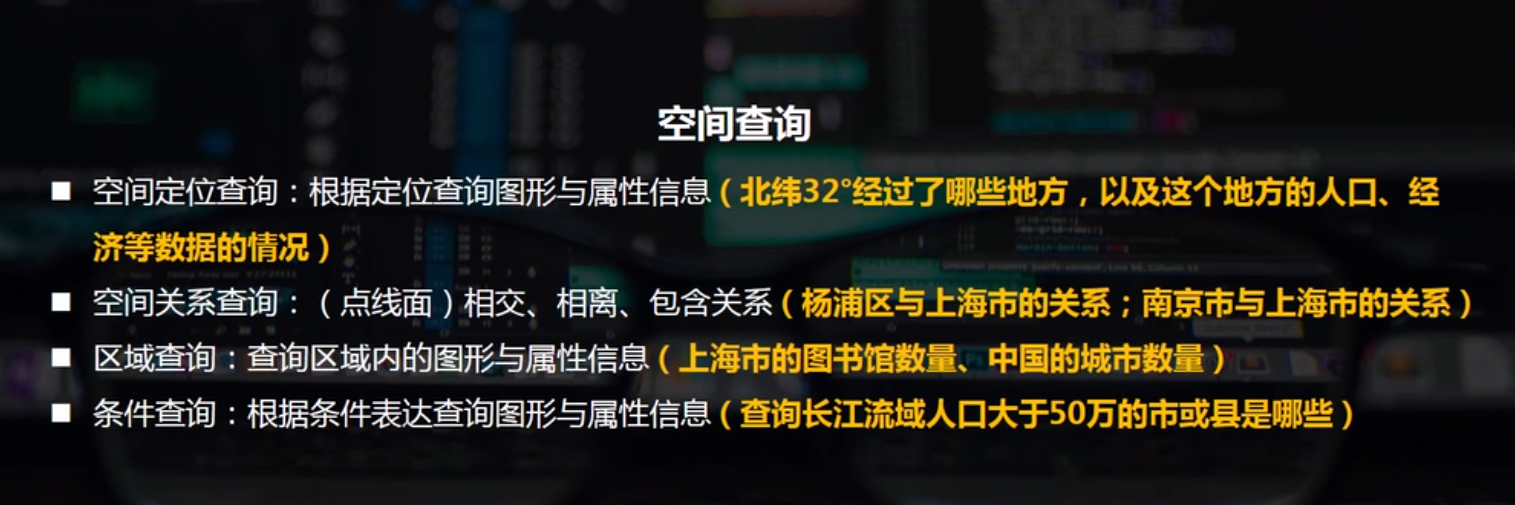 空间查询
■ 空间定位查询：根据定位查询图形与属性信息（北纬32°经过了哪些地方，以及这个地方的人口、经
济等数据的情况）
■ 空间关系查询：（点线面）相交、相离、包含关系（杨浦区与上海市的关系；南京市与上海市的关系）
■ 区域查询：查询区域内的图形与属性信息（上海市的图书馆数量、中国的城市数量）
■ 条件查询：根据条件表达查询图形与属性信息（查询长江流域人口大于50万的市或县是哪些）